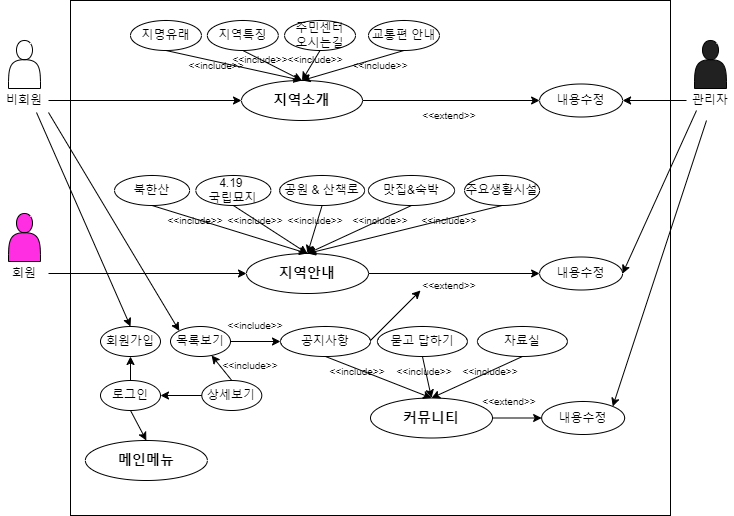 지명유래
지역특징
주민센터
오시는길
교통편 안내
<<include>>
<<include>>
<<include>>
<<include>>
비회원
지역소개
내용수정
관리자
<<extend>>
북한산
4.19
국립묘지
공원 & 산책로
맛집&숙박
주요생활시설
<<include>>
<<include>>
<<include>>
<<include>>
<<include>>
회원
지역안내
내용수정
<<extend>>
<<include>>
회원가입
목록보기
공지사항
묻고 답하기
자료실
<<include>>
<<include>>
<<include>>
<<include>>
로그인
상세보기
<<extend>>
커뮤니티
내용수정
메인메뉴